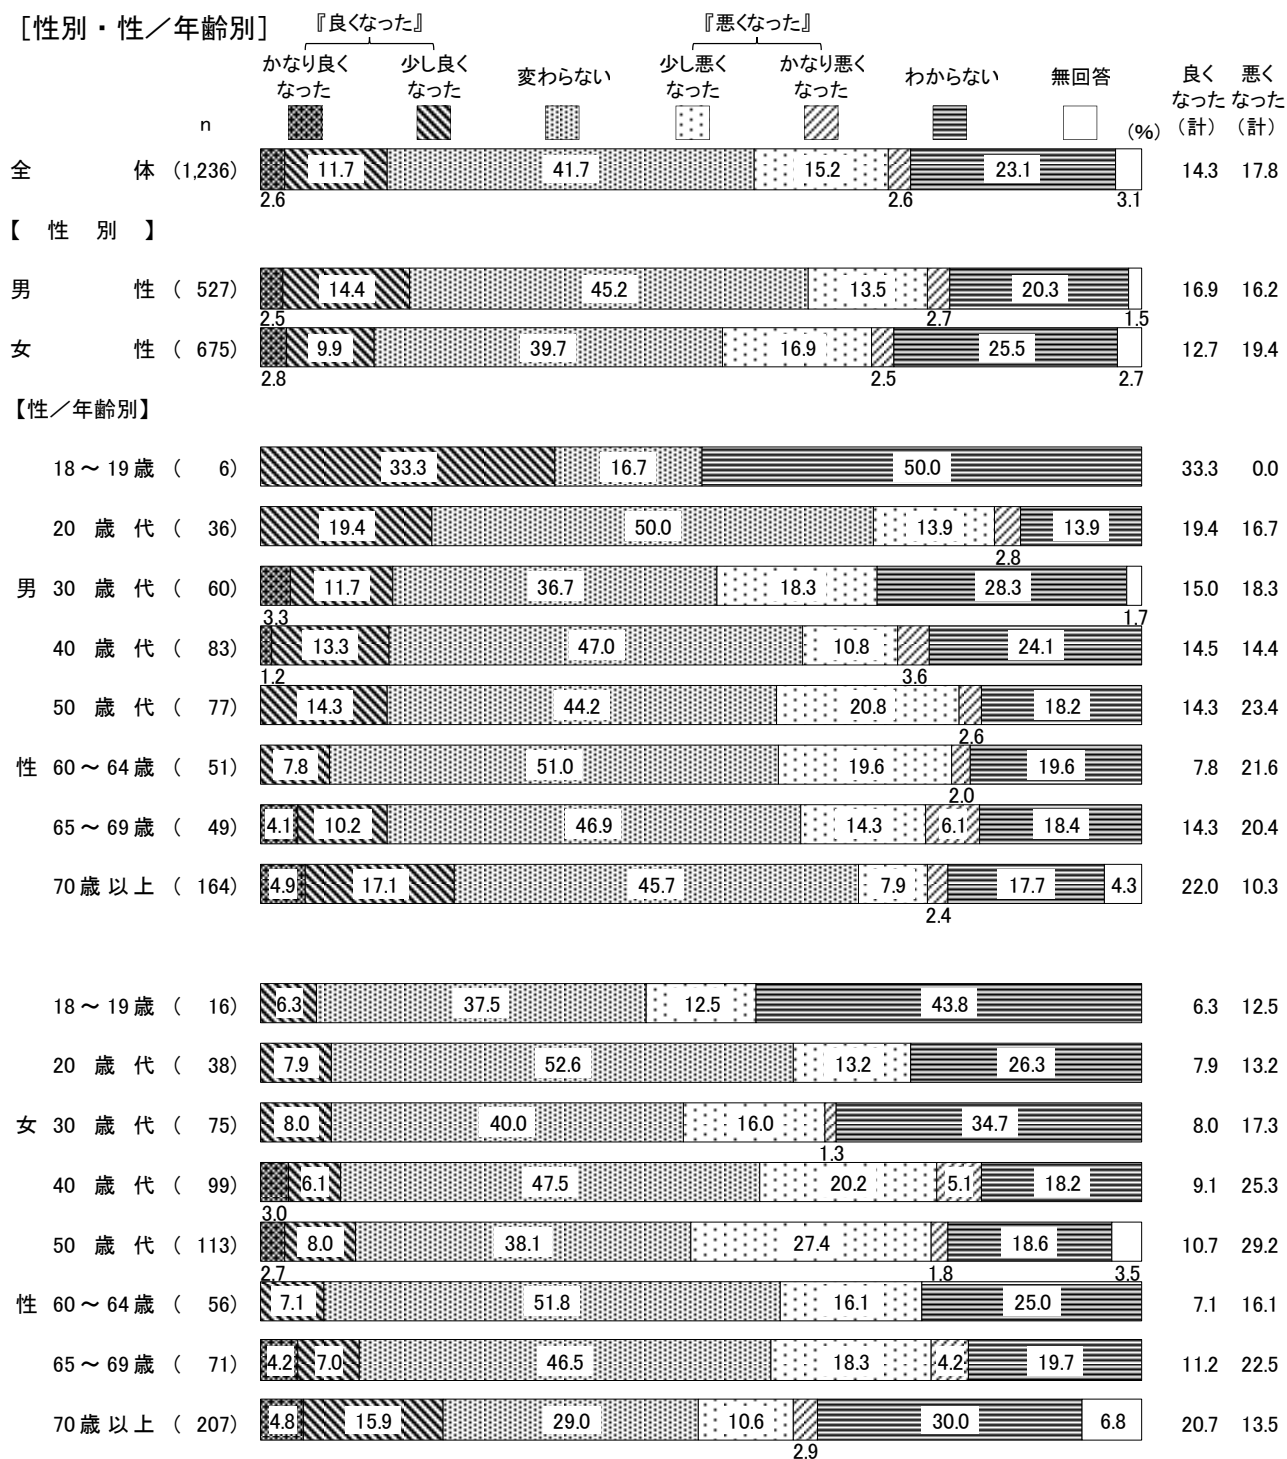 ［性別・性／年齢別］
『良くなった』 『悪くなった』
かなり良く
なった
少し良く
なった
変わらない
少し悪く
なった
かなり悪く
なった
わからない
無回答
良く
なった
（計）
悪く
なった
（計）
n
(%)
全体 (1,236) 2.6 11.7 41.7 15.2 2.6 23.1 3.1 14.3 17.8
【性別】
男性 ( 527) 2.5 14.4 45.2 13.5 2.7 20.3 1.5 16.9 16.2
女性 ( 675) 2.8 9.9 39.7 16.9 2.5 25.5 2.7 12.7 19.4
【性／年齢別】
男性
18～19歳 ( 6) 33.3 16.7 50.0 33.3 0.0
20歳代 ( 36) 19.4 50.0 13.9 2.8 13.9 19.4 16.7
30歳代 ( 60) 3.3 11.7 36.7 18.3 28.3 1.7 15.0 18.3
40歳代 ( 83) 1.2 13.3 47.0 10.8 3.6 24.1 14.5 14.4
50歳代 ( 77) 14.3 44.2 20.8 2.6 18.2 14.3 23.4
60～64歳 ( 51) 7.8 51.0 19.6 2.0 19.6 7.8 21.6
65～69歳 ( 49) 4.1 10.2 46.9 14.3 6.1 18.4 14.3 20.4
70歳以上 ( 164) 4.9 17.1 45.7 7.9 2.4 17.7 4.3 22.0 10.3
女性
18～19歳 ( 16) 6.3 37.5 12.5 43.8 6.3 12.5
20歳代 ( 38) 7.9 52.6 13.2 26.3 7.9 13.2
30歳代 ( 75) 8.0 40.0 16.0 1.3 34.7 8.0 17.3
40歳代 ( 99) 3.0 6.1 47.5 20.2 5.1 18.2 9.1 25.3
50歳代 ( 113) 2.7 8.0 38.1 27.4 1.8 18.6 3.5 10.7 29.2
60～64歳 ( 56) 7.1 51.8 16.1 25.0 7.1 16.1
65～69歳 ( 71) 4.2 7.0 46.5 18.3 4.2 19.7 11.2 22.5
70歳以上 ( 207) 4.8 15.9 29.0 10.6 2.9 30.0 6.8 20.7 13.5